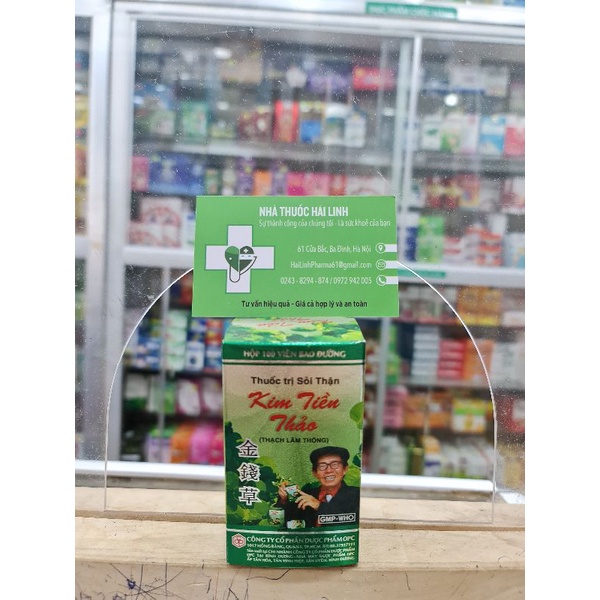 NHÀ THUỐC HẢI LINH
Sự thành công của chúng tôi - là sức khoẻ của bạn
61 Cửa Bắc, Ba Đình, Hà Nội
HaiLinhPharma61@gmail.com
0243 - 8294 - 874 / 0972 942 005
Tư vấn hiệu quả - Giá cả hợp lý và an toàn
HỘP 100 VIÊN BAO ĐƯỜNG
Thuốc trị Sỏi Thận
Kim Tiền
Thảo
(THẠCH LÂM THÔNG)
金錢草
GMP-WHO
CÔNG TY CỔ PHẦN DƯỢC PHẨM OPC